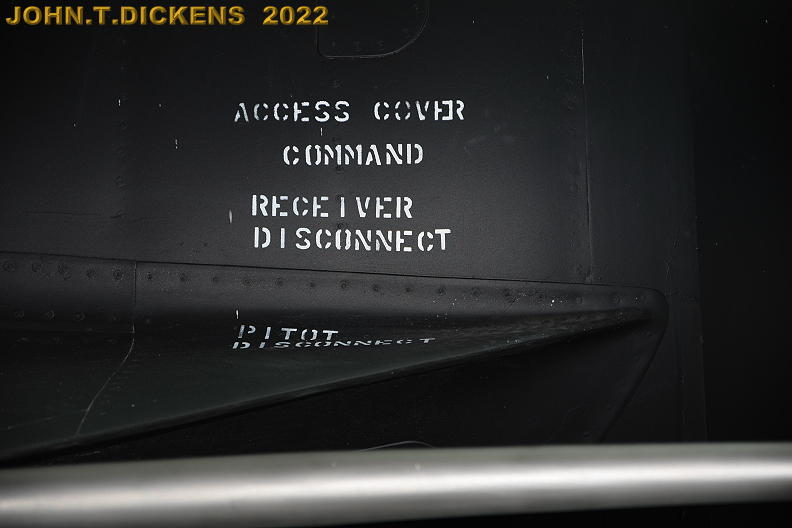 JOHN.T.DICKENS 2022
ACCESS COVER
COMMAND
RECEIVER
DISCONNECT
PITOT
DISCONNECT